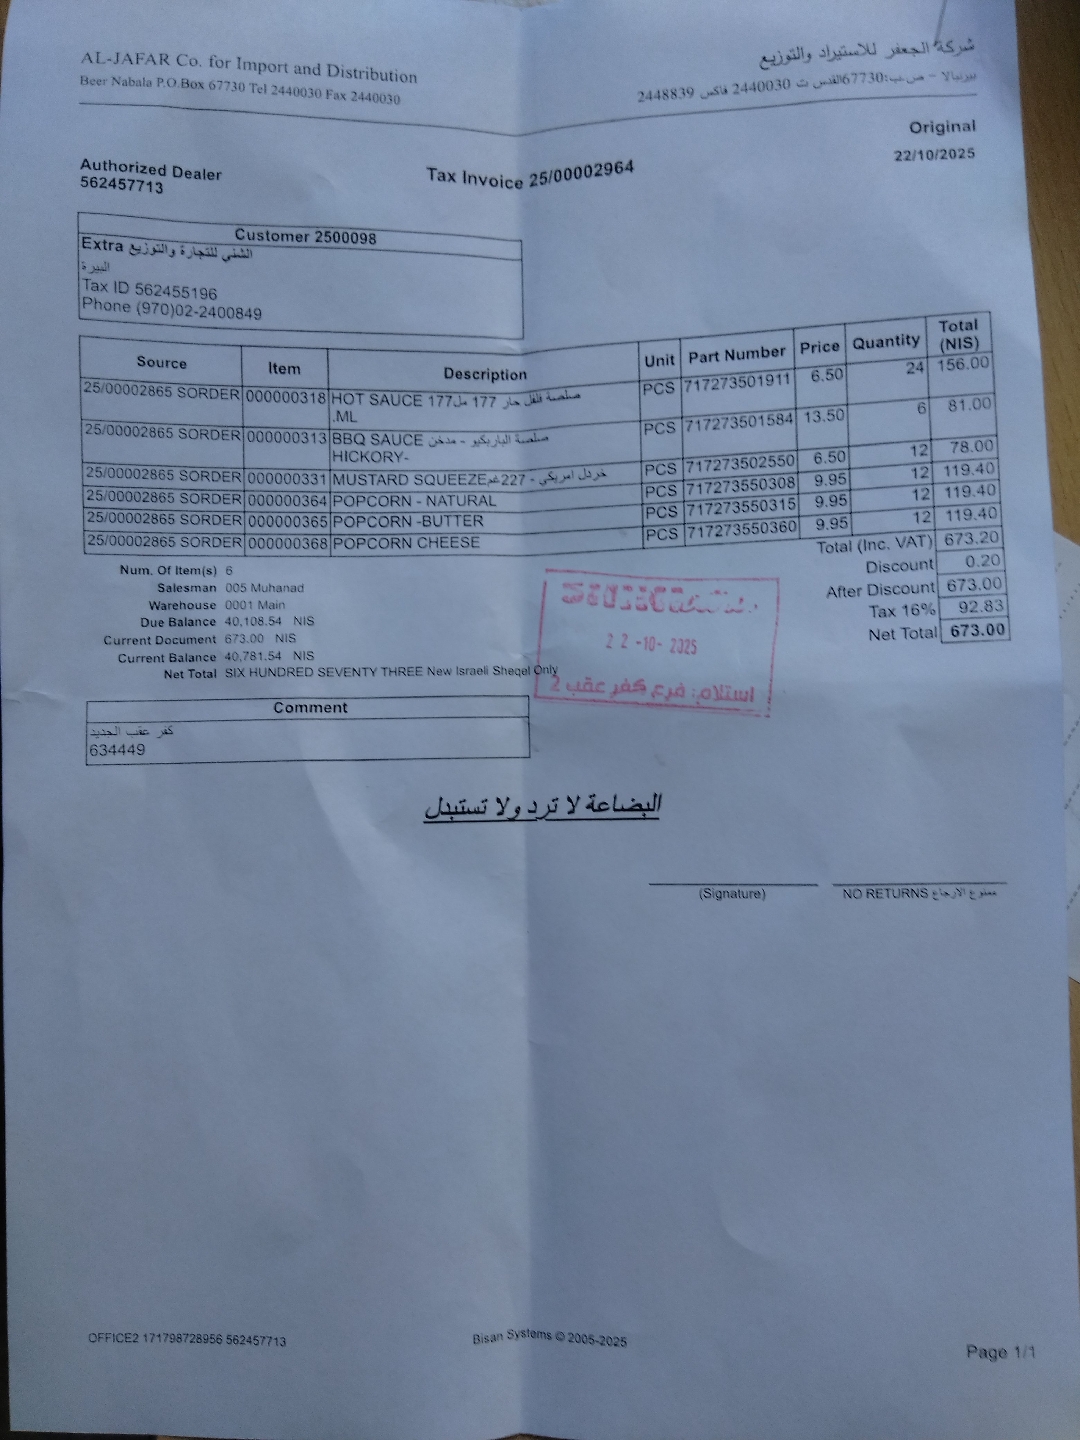 AL-JAFAR Co. for Import and Distribution
Beer Nabala P.O.Box 67730 Tel 2440030 Fax 2440030
شركة الجعفر للاستيراد والتوزيع
بيرنبالا - ص.ب:67730القدس ت 2440030 فاكس 2448839
Original
22/10/2025
Authorized Dealer
562457713
Tax Invoice 25/00002964
Customer 2500098
Extra الشني للتجارة والتوزيع
البيرة
Tax ID 562455196
Phone (970)02-2400849
Source Item Description Unit Part Number Price Quantity Total (NIS)
25/00002865 SORDER 000000318 HOT SAUCE 177مل 177 صلصة فلفل حار PCS 717273501911 6.50 24 156.00
.ML
25/00002865 SORDER 000000313 BBQ SAUCE صلصة الباربكيو - مدخن PCS 717273501584 13.50 6 81.00
HICKORY-
25/00002865 SORDER 000000331 MUSTARD SQUEEZE خردل امريكي - 227غم PCS 717273502550 6.50 12 78.00
25/00002865 SORDER 000000364 POPCORN - NATURAL PCS 717273550308 9.95 12 119.40
25/00002865 SORDER 000000365 POPCORN -BUTTER PCS 717273550315 9.95 12 119.40
25/00002865 SORDER 000000368 POPCORN CHEESE PCS 717273550360 9.95 12 119.40
Total (Inc. VAT) 673.20
Discount 0.20
After Discount 673.00
Tax 16% 92.83
Net Total 673.00
Num. Of Item(s) 6
Salesman 005 Muhanad
Warehouse 0001 Main
Due Balance 40,108.54 NIS
Current Document 673.00 NIS
Current Balance 40,781.54 NIS
Net Total SIX HUNDRED SEVENTY THREE New Israeli Sheqel Only
22-10-2025
استلام: فرع كفر عقب 2
Comment
كفر عقب الجديد
634449
البضاعة لا ترد ولا تستبدل
(Signature)
NO RETURNS ممنوع الارجاع
OFFICE2 171798728956 562457713
Bisan Systems © 2005-2025
Page 1/1